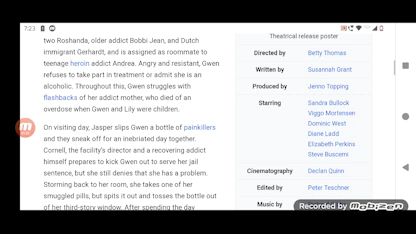 7:23
two Roshanda, older addict Bobbi Jean, and Dutch
immigrant Gerhardt, and is assigned as roommate to
teenage heroin addict Andrea. Angry and resistant, Gwen
refuses to take part in treatment or admit she is an
alcoholic. Throughout this, Gwen struggles with
flashbacks of her addict mother, who died of an
overdose when Gwen and Lily were children.
On visiting day, Jasper slips Gwen a bottle of painkillers
and they sneak off for an inebriated day together.
Cornell, the facility's director and a recovering addict
himself prepares to kick Gwen out to serve her jail
sentence, but she still denies that she has a problem.
Storming back to her room, she takes one of her
smuggled pills, but spits it out and tosses the bottle out
of her third-story window. After spending the day
Theatrical release poster
Directed by Betty Thomas
Written by Susannah Grant
Produced by Jenno Topping
Starring Sandra Bullock
Viggo Mortensen
Dominic West
Diane Ladd
Elizabeth Perkins
Steve Buscemi
Cinematography Declan Quinn
Edited by Peter Teschner
Music by
Recorded by Mobizen